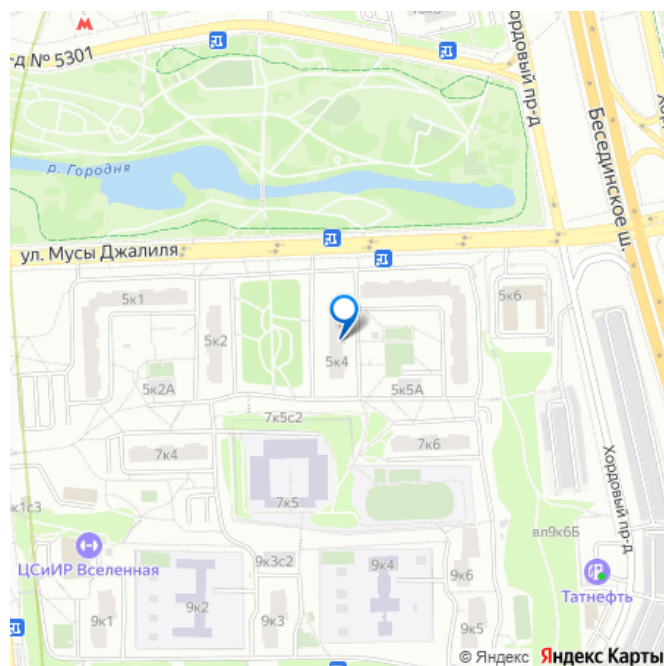 М
д № 5301
Хордовый пр-д
Бесединское ш.
р. Городня
ул. Мусы Джалиля
5к1
5к2
5к6
5к4
5к2А
5к5А
7к5с2
7к4
7к6
7к5
Хордовый пр-д
к1с3
вл9к6Б
ЦСиИР Вселенная
9к3с2
9к4
9к6
Татнефть
9к2
9к1
9к3
9к5
© Яндекс Яндекс Карты